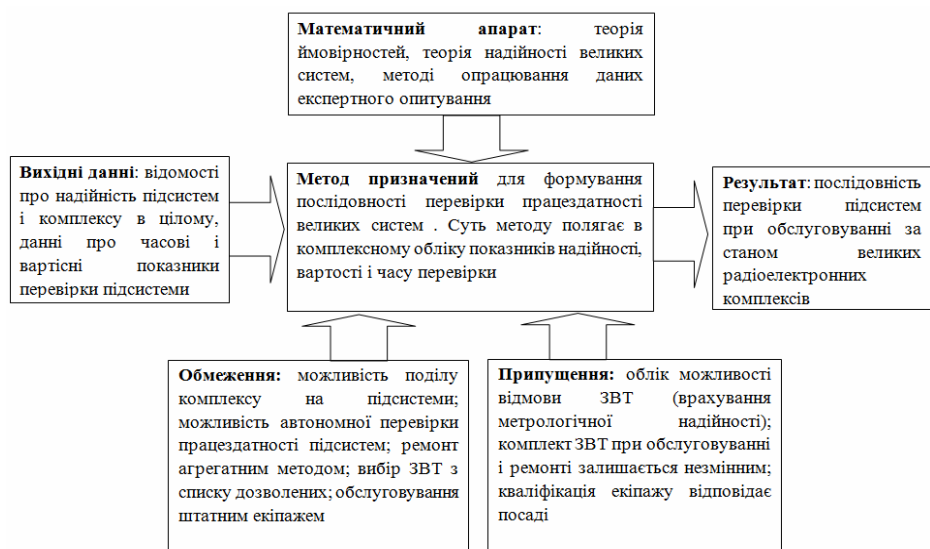 Математичний апарат: теорія
ймовірностей, теорія надійності великих
систем, методі опрацювання даних
експертного опитування
Вихідні данні: відомості
про надійність підсистем
і комплексу в цілому,
данні про часові і
вартісні показники
перевірки підсистеми
Метод призначений для формування
послідовності перевірки працездатності
великих систем . Суть методу полягає в
комплексному обліку показників надійності,
вартості і часу перевірки
Результат: послідовність
перевірки підсистем
при обслуговуванні за
станом великих
радіоелектронних
комплексів
Обмеження: можливість поділу
комплексу на підсистеми;
можливість автономної перевірки
працездатності підсистем; ремонт
агрегатним методом; вибір ЗВТ з
списку дозволених; обслуговування
штатним екіпажем
Припущення: облік можливості
відмови ЗВТ (врахування
метрологічної надійності);
комплект ЗВТ при обслуговуванні
і ремонті залишається незмінним;
кваліфікація екіпажу відповідає
посаді